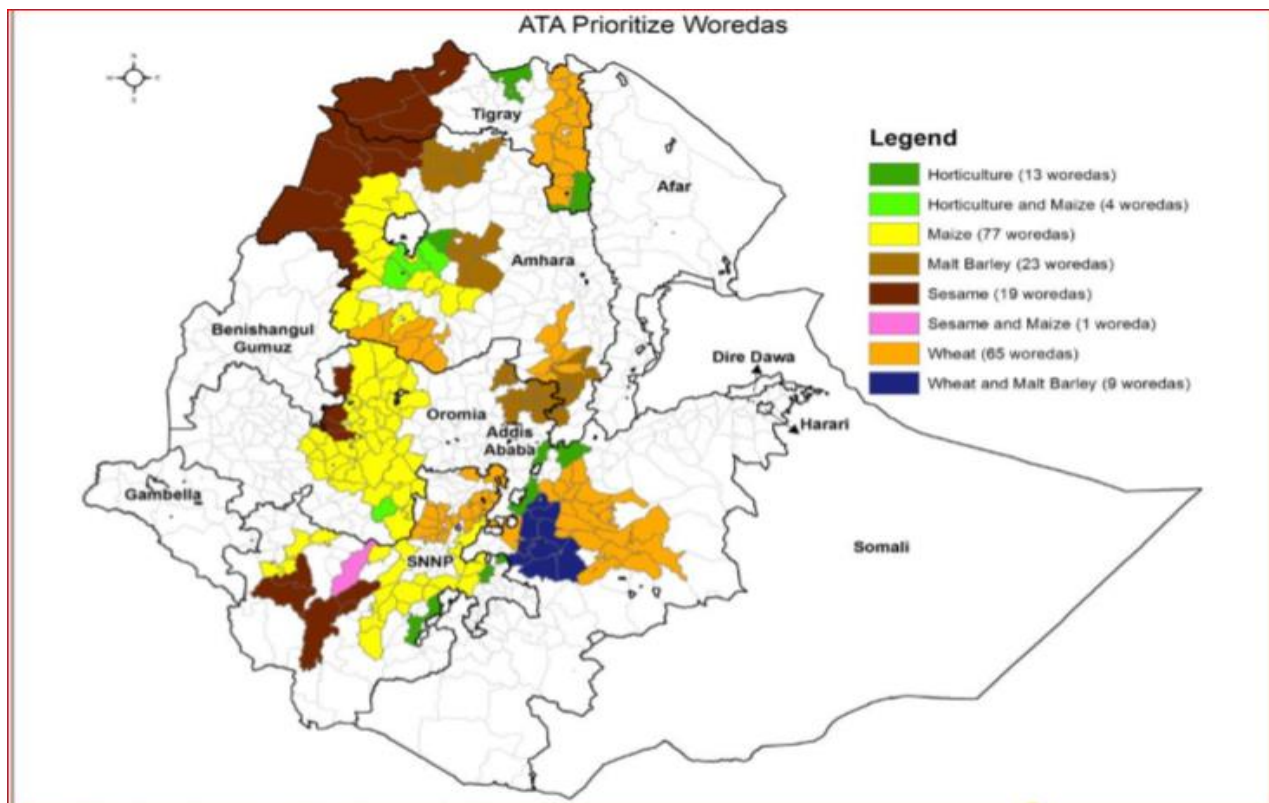 ATA Prioritize Woredas
Tigray
Afar
Amhara
Benishangul
Gumuz
Dire Dawa
Oromia
Addis
Ababa
Harari
Gambella
SNNP
Somali
Legend
Horticulture (13 woredas)
Horticulture and Maize (4 woredas)
Maize (77 woredas)
Malt Barley (23 woredas)
Sesame (19 woredas)
Sesame and Maize (1 woreda)
Wheat (65 woredas)
Wheat and Malt Barley (9 woredas)